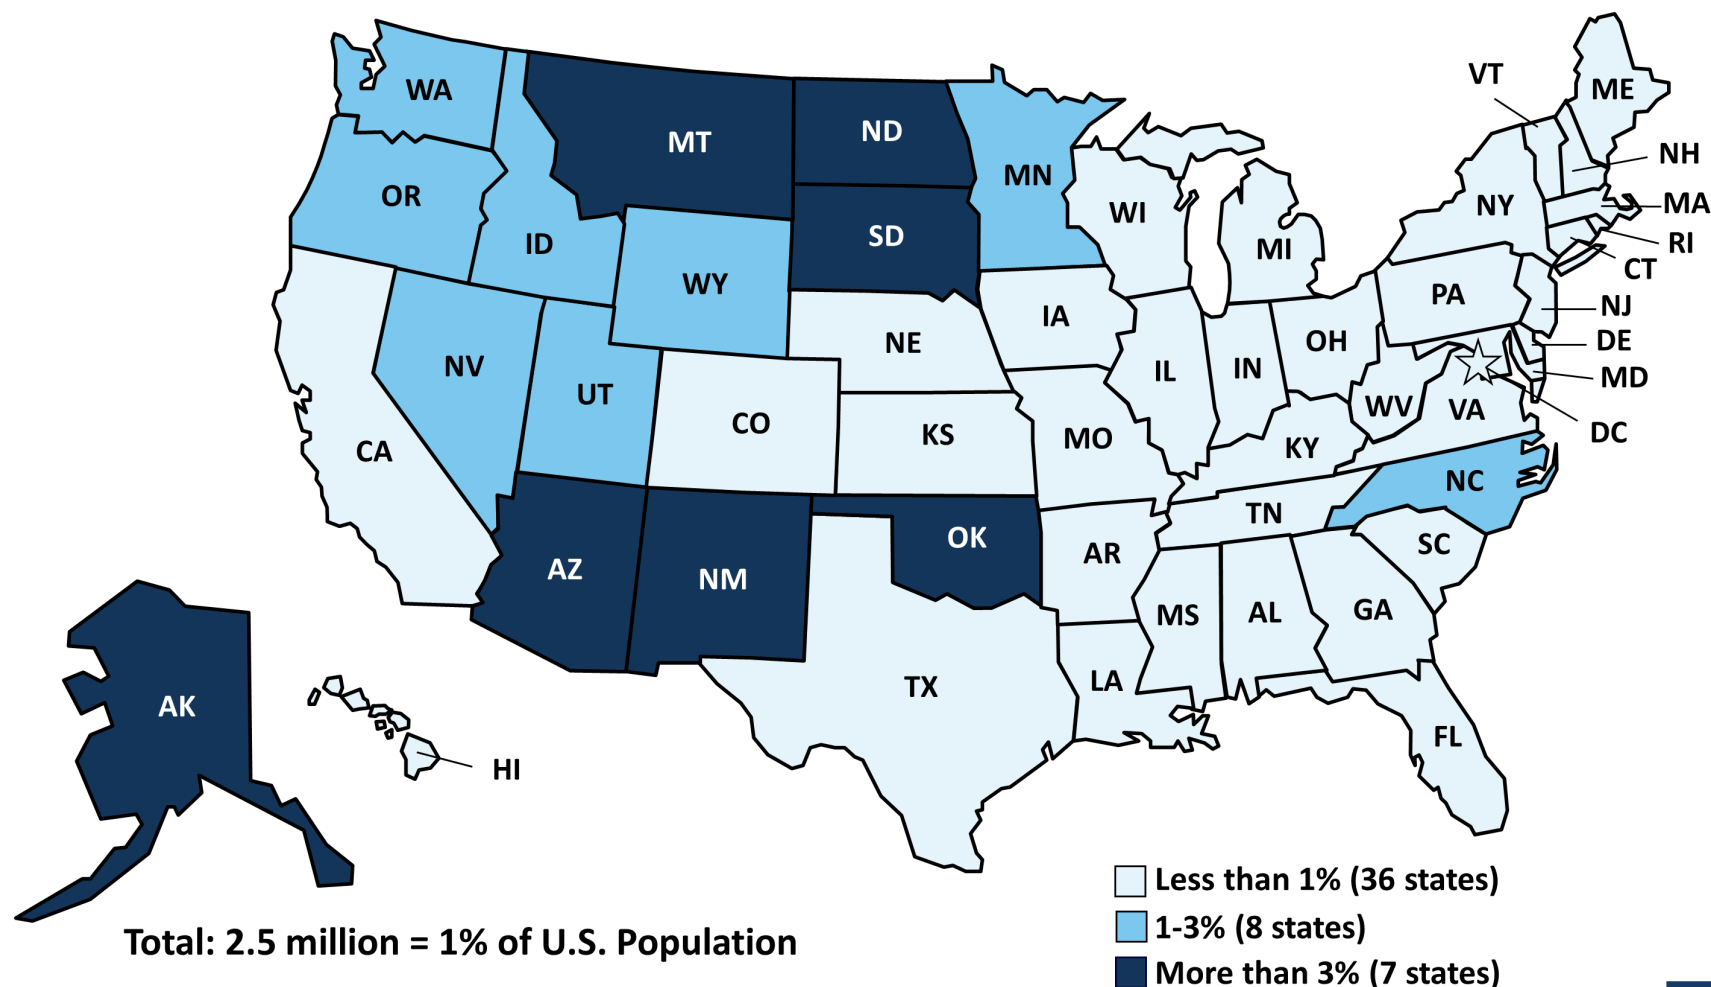 VT
ME
WA
ND
MT
NH
MN
OR
NY
MA
WI
SD
RI
ID
MI
CT
WY
PA
NJ
IA
NE
OH
DE
NV
IL
IN
MD
UT
WV
VA
CO
DC
KS
MO
CA
KY
NC
TN
OK
SC
AR
AZ
NM
MS
AL
GA
LA
TX
AK
FL
HI
Less than 1% (36 states)
1-3% (8 states)
Total: 2.5 million = 1% of U.S. Population
More than 3% (7 states)